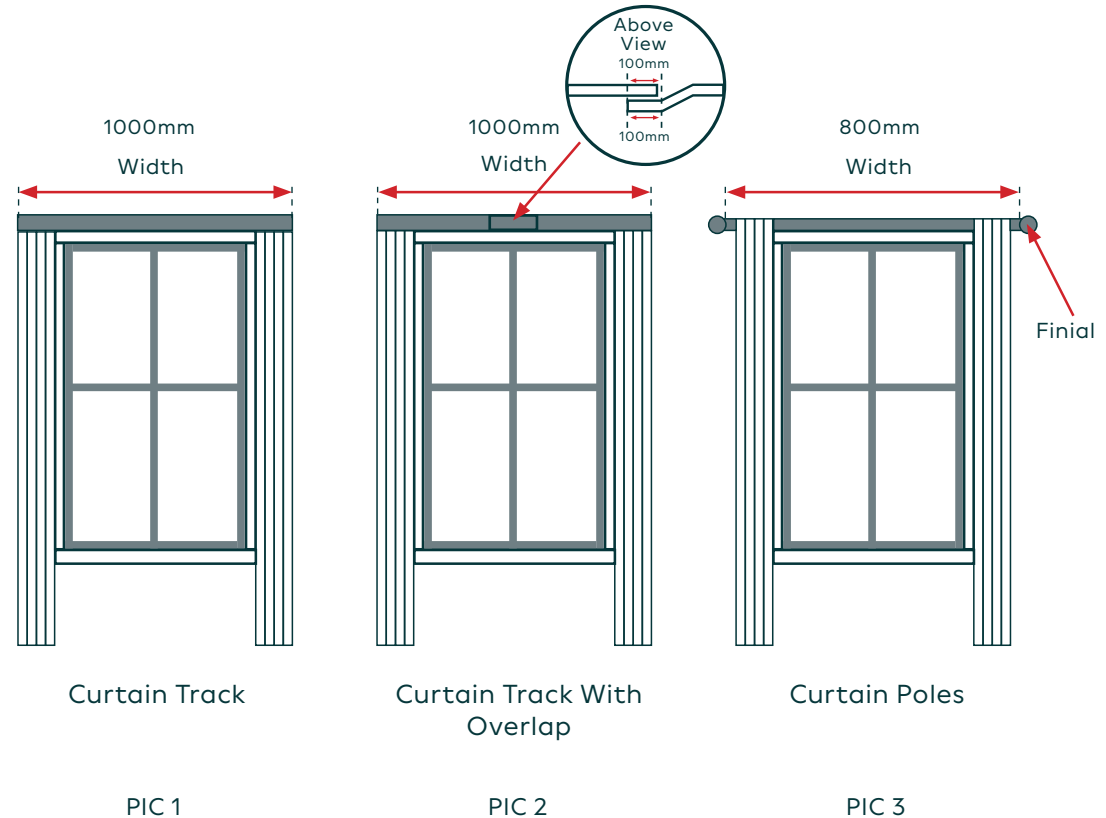 Above
View
100mm
100mm
1000mm
Width
1000mm
Width
800mm
Width
Finial
Curtain Track
Curtain Track With
Overlap
Curtain Poles
PIC 1
PIC 2
PIC 3